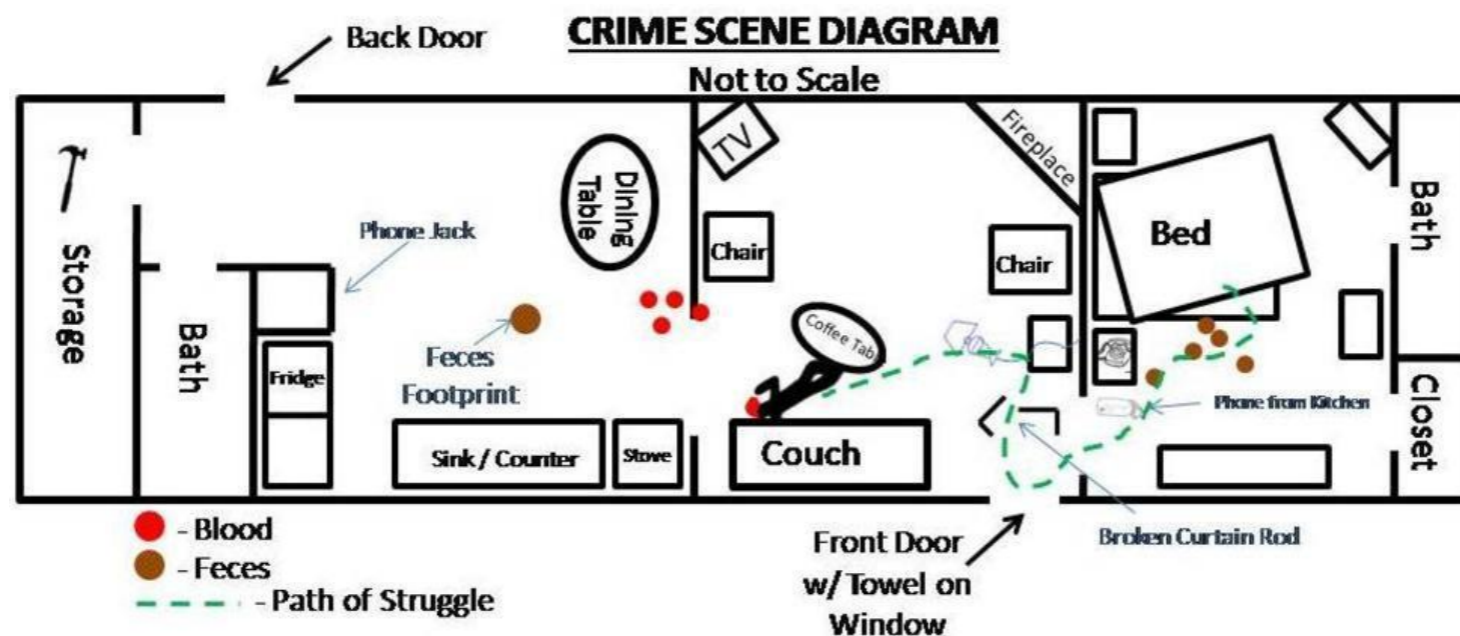 CRIME SCENE DIAGRAM
Not to Scale
Back Door
Storage
Bath
Phone Jack
Fridge
Feces
Footprint
Dining
Table
Sink / Counter
Stove
TV
Chair
Coffee Tab
Couch
Fireplace
Chair
Bed
Phone from Kitchen
Bath
Closet
Broken Curtain Rod
Front Door
w/ Towel on
Window
- Blood
- Feces
- Path of Struggle